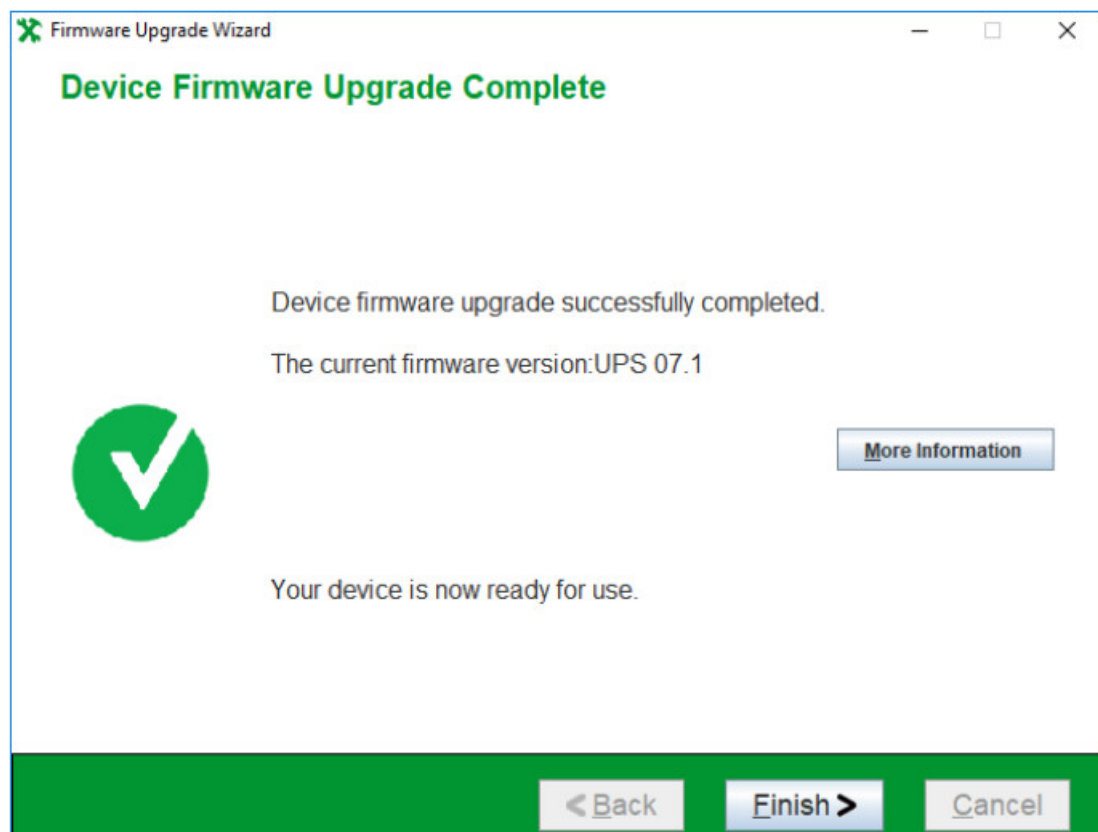 Firmware Upgrade Wizard
Device Firmware Upgrade Complete
Device firmware upgrade successfully completed.
The current firmware version:UPS 07.1
More Information
Your device is now ready for use.
< Back
Finish >
Cancel